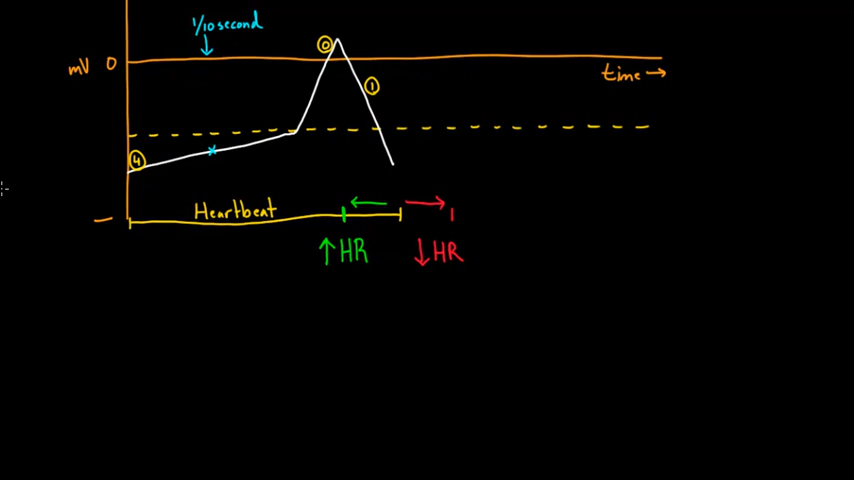 1/10 second
0
mV 0
time →
1
4
Heartbeat
↑ HR
↓ HR